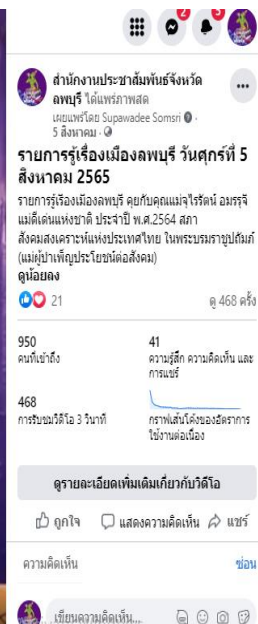 2
สำนักงานประชาสัมพันธ์จังหวัด
ลพบุรี ได้แพร่ภาพสด
เผยแพร่โดย Supawadee Somsri
5 สิงหาคม
รายการรู้เรื่องเมืองลพบุรี วันศุกร์ที่ 5
สิงหาคม 2565
รายการรู้เรื่องเมืองลพบุรี คุยกับคุณแม่จุไรรัตน์ อมรรุจิ
แม่ดีเด่นแห่งชาติ ประจำปี พ.ศ.2564 สภา
สังคมสงเคราะห์แห่งประเทศไทย ในพระบรมราชูปถัมภ์
(แม่ผู้บำเพ็ญประโยชน์ต่อสังคม)
ดูน้อยลง
21 ดู 468 ครั้ง
950 41
คนที่เข้าถึง ความรู้สึก ความคิดเห็น และ
การแชร์
468
การรับชมวิดีโอ 3 วินาที กราฟเส้นโค้งของอัตราการ
ใช้งานต่อเนื่อง
ดูรายละเอียดเพิ่มเติมเกี่ยวกับวิดีโอ
ถูกใจ แสดงความคิดเห็น แชร์
ความคิดเห็น ซ่อน
เขียนความคิดเห็น...